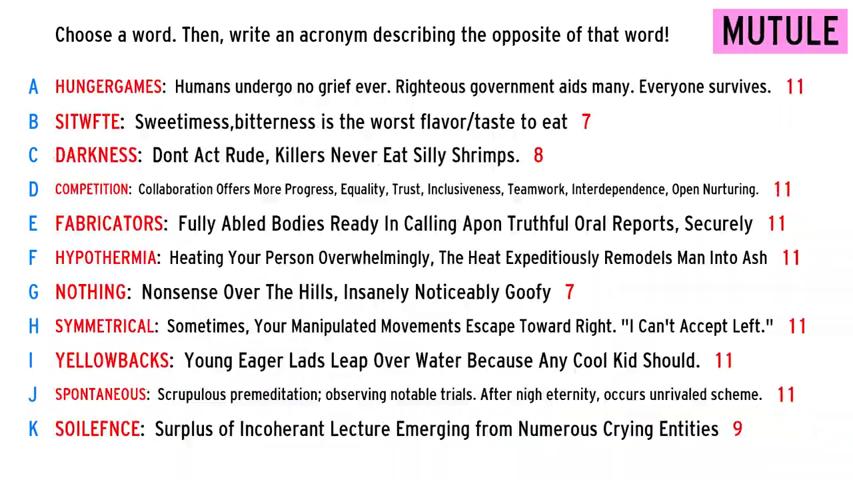 Choose a word. Then, write an acronym describing the opposite of that word!
MUTULE
A HUNGERGAMES: Humans undergo no grief ever. Righteous government aids many. Everyone survives. 11
B SITWFTE: Sweetimess,bitterness is the worst flavor/taste to eat 7
C DARKNESS: Dont Act Rude, Killers Never Eat Silly Shrimps. 8
D COMPETITION: Collaboration Offers More Progress, Equality, Trust, Inclusiveness, Teamwork, Interdependence, Open Nurturing. 11
E FABRICATORS: Fully Abled Bodies Ready In Calling Apon Truthful Oral Reports, Securely 11
F HYPOTHERMIA: Heating Your Person Overwhelmingly, The Heat Expeditiously Remodels Man Into Ash 11
G NOTHING: Nonsense Over The Hills, Insanely Noticeably Goofy 7
H SYMMETRICAL: Sometimes, Your Manipulated Movements Escape Toward Right. "I Can't Accept Left." 11
I YELLOWBACKS: Young Eager Lads Leap Over Water Because Any Cool Kid Should. 11
J SPONTANEOUS: Scrupulous premeditation; observing notable trials. After nigh eternity, occurs unrivaled scheme. 11
K SOILEFNCE: Surplus of Incoherant Lecture Emerging from Numerous Crying Entities 9